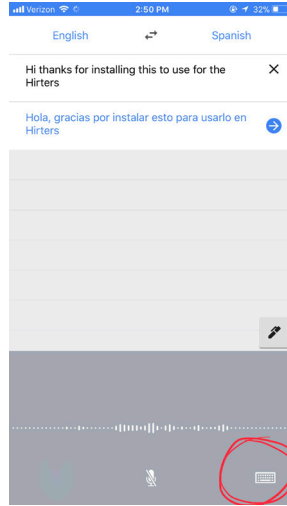 Verizon 2:50 PM 32%
English Spanish
Hi thanks for installing this to use for the
Hirters
Hola, gracias por instalar esto para usarlo en
Hirters